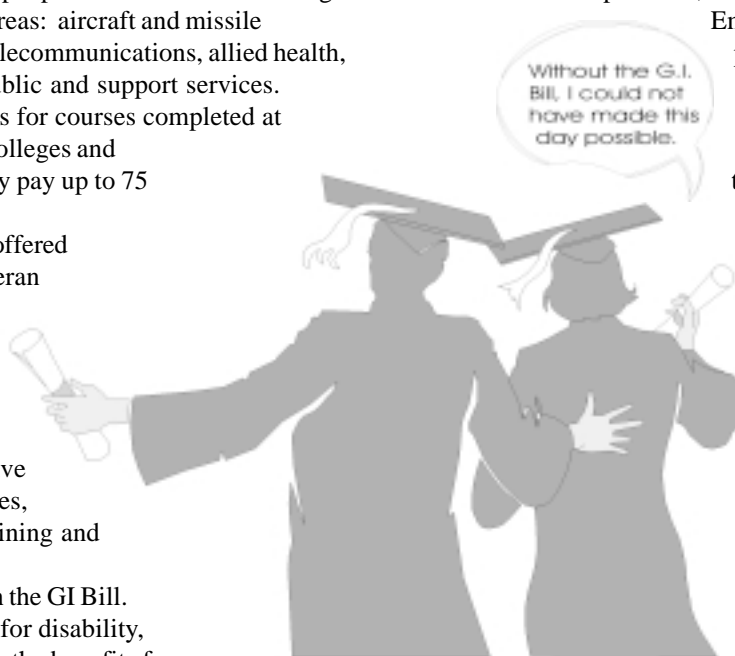 reas: aircraft and missile
lecommunications, allied health,
ublic and support services.
s for courses completed at
olleges and
y pay up to 75
offered
eran
ve
es,
ining and
n the GI Bill.
for disability,
En
Without the G.I.
Bill, I could not
have made this
day possible.
t